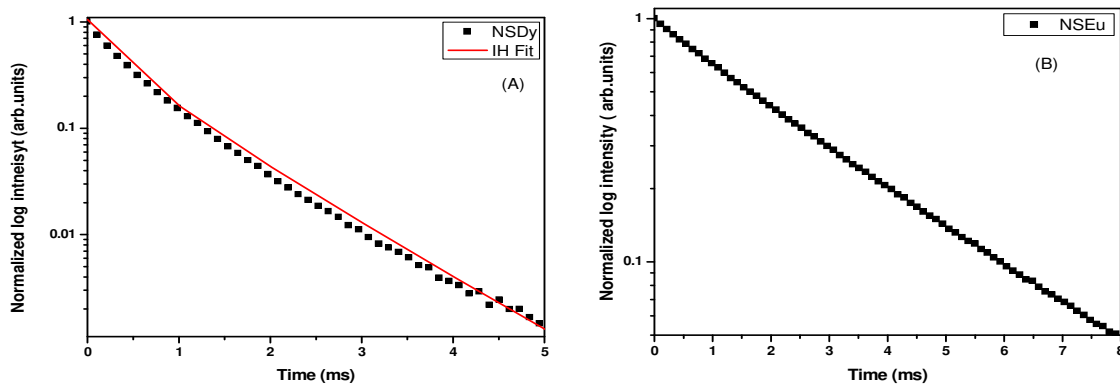 1
0.1
0.01
0 1 2 3 4 5
Time (ms)
Normalized log intneisyt (arb.units)
NSDy
IH Fit
(A)
1
0.1
0 1 2 3 4 5 6 7 8
Time (ms)
Normalized log intensity ( arb.units)
NSEu
(B)